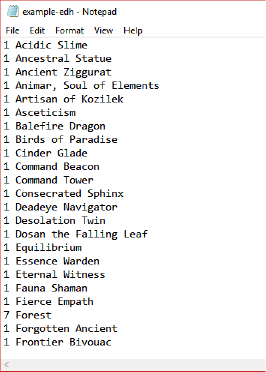 example-edh - Notepad
File Edit Format View Help
1 Acidic Slime
1 Ancestral Statue
1 Ancient Ziggurat
1 Animar, Soul of Elements
1 Artisan of Kozilek
1 Asceticism
1 Balefire Dragon
1 Birds of Paradise
1 Cinder Glade
1 Command Beacon
1 Command Tower
1 Consecrated Sphinx
1 Deadeye Navigator
1 Desolation Twin
1 Dosan the Falling Leaf
1 Equilibrium
1 Essence Warden
1 Eternal Witness
1 Fauna Shaman
1 Fierce Empath
7 Forest
1 Forgotten Ancient
1 Frontier Bivouac